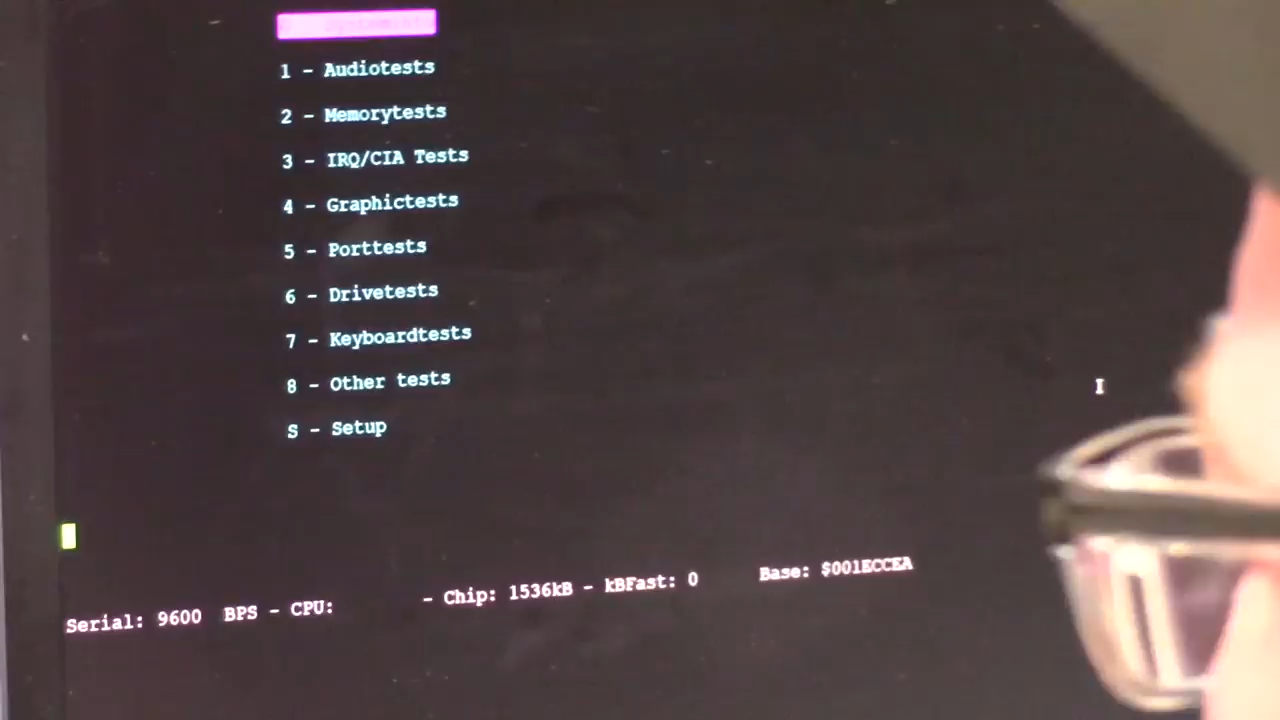 1 - Audiotests
2 - Memorytests
3 - IRQ/CIA Tests
4 - Graphictests
5 - Porttests
6 - Drivetests
7 - Keyboardtests
8 - Other tests
S - Setup
Serial: 9600 BPS - CPU: - Chip: 1536kB - kBFast: 0 Base: $001ECCEA